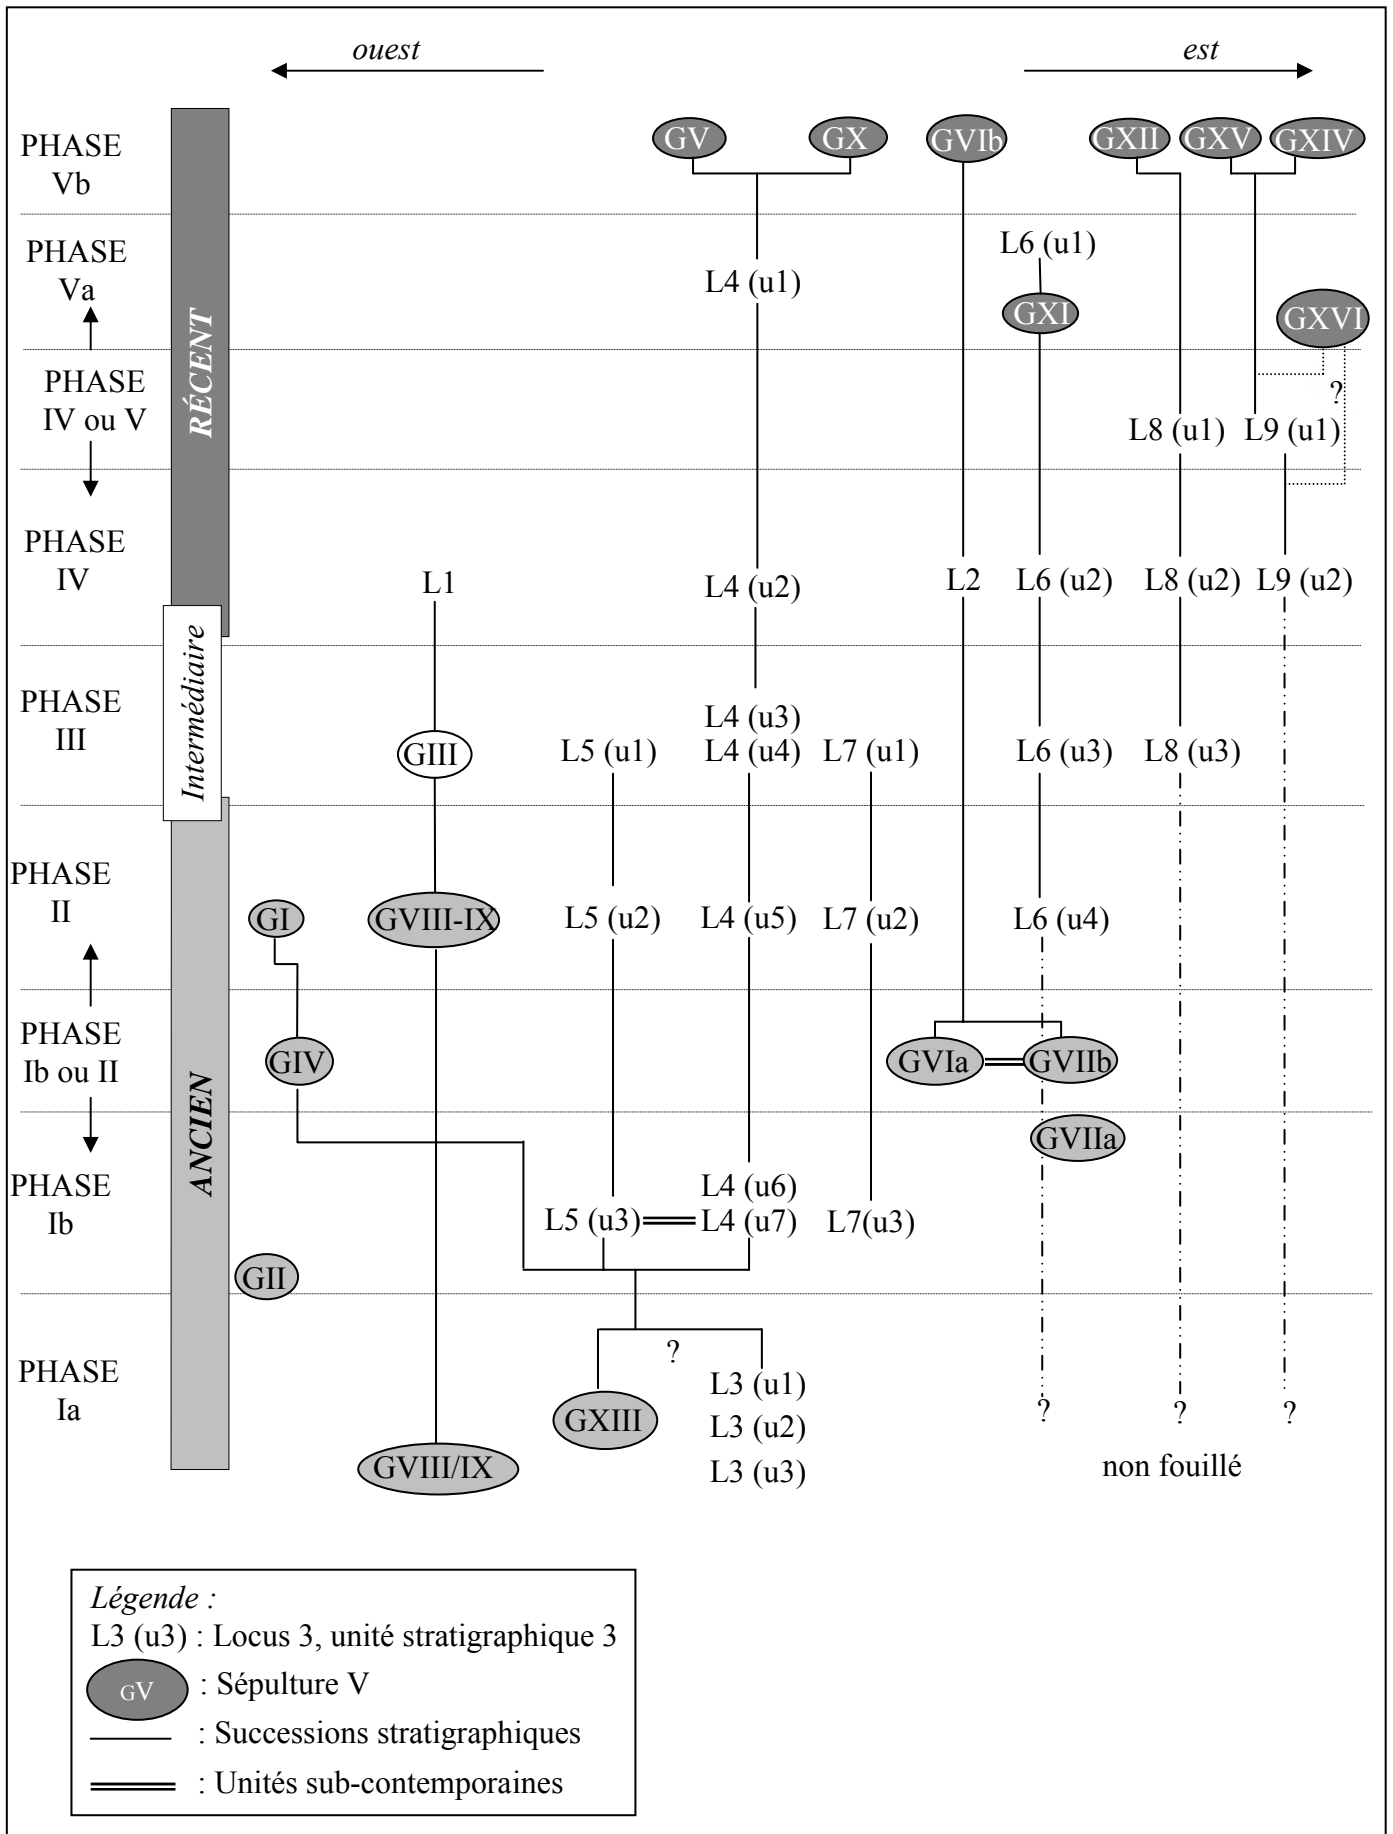 ouest
est
PHASE
Vb
GV
GX
GVIb
GXII
GXV
GXIV
PHASE
Va
L6 (u1)
L4 (u1)
GXI
GXVI
RÉCENT
PHASE
IV ou V
?
L8 (u1)
L9 (u1)
PHASE
IV
L1
L4 (u2)
L2
L6 (u2)
L8 (u2)
L9 (u2)
Intermédiaire
PHASE
III
GIII
L5 (u1)
L4 (u3)
L4 (u4)
L7 (u1)
L6 (u3)
L8 (u3)
PHASE
II
GI
GVIII-IX
L5 (u2)
L4 (u5)
L7 (u2)
L6 (u4)
ANCIEN
PHASE
Ib ou II
GIV
GVIa
GVIIb
GVIIa
PHASE
Ib
L4 (u6)
L5 (u3)
L4 (u7)
L7(u3)
GII
PHASE
Ia
?
L3 (u1)
GXIII
L3 (u2)
GVIII/IX
L3 (u3)
?
?
?
non fouillé
Légende :
L3 (u3) : Locus 3, unité stratigraphique 3
GV : Sépulture V
: Successions stratigraphiques
: Unités sub-contemporaines